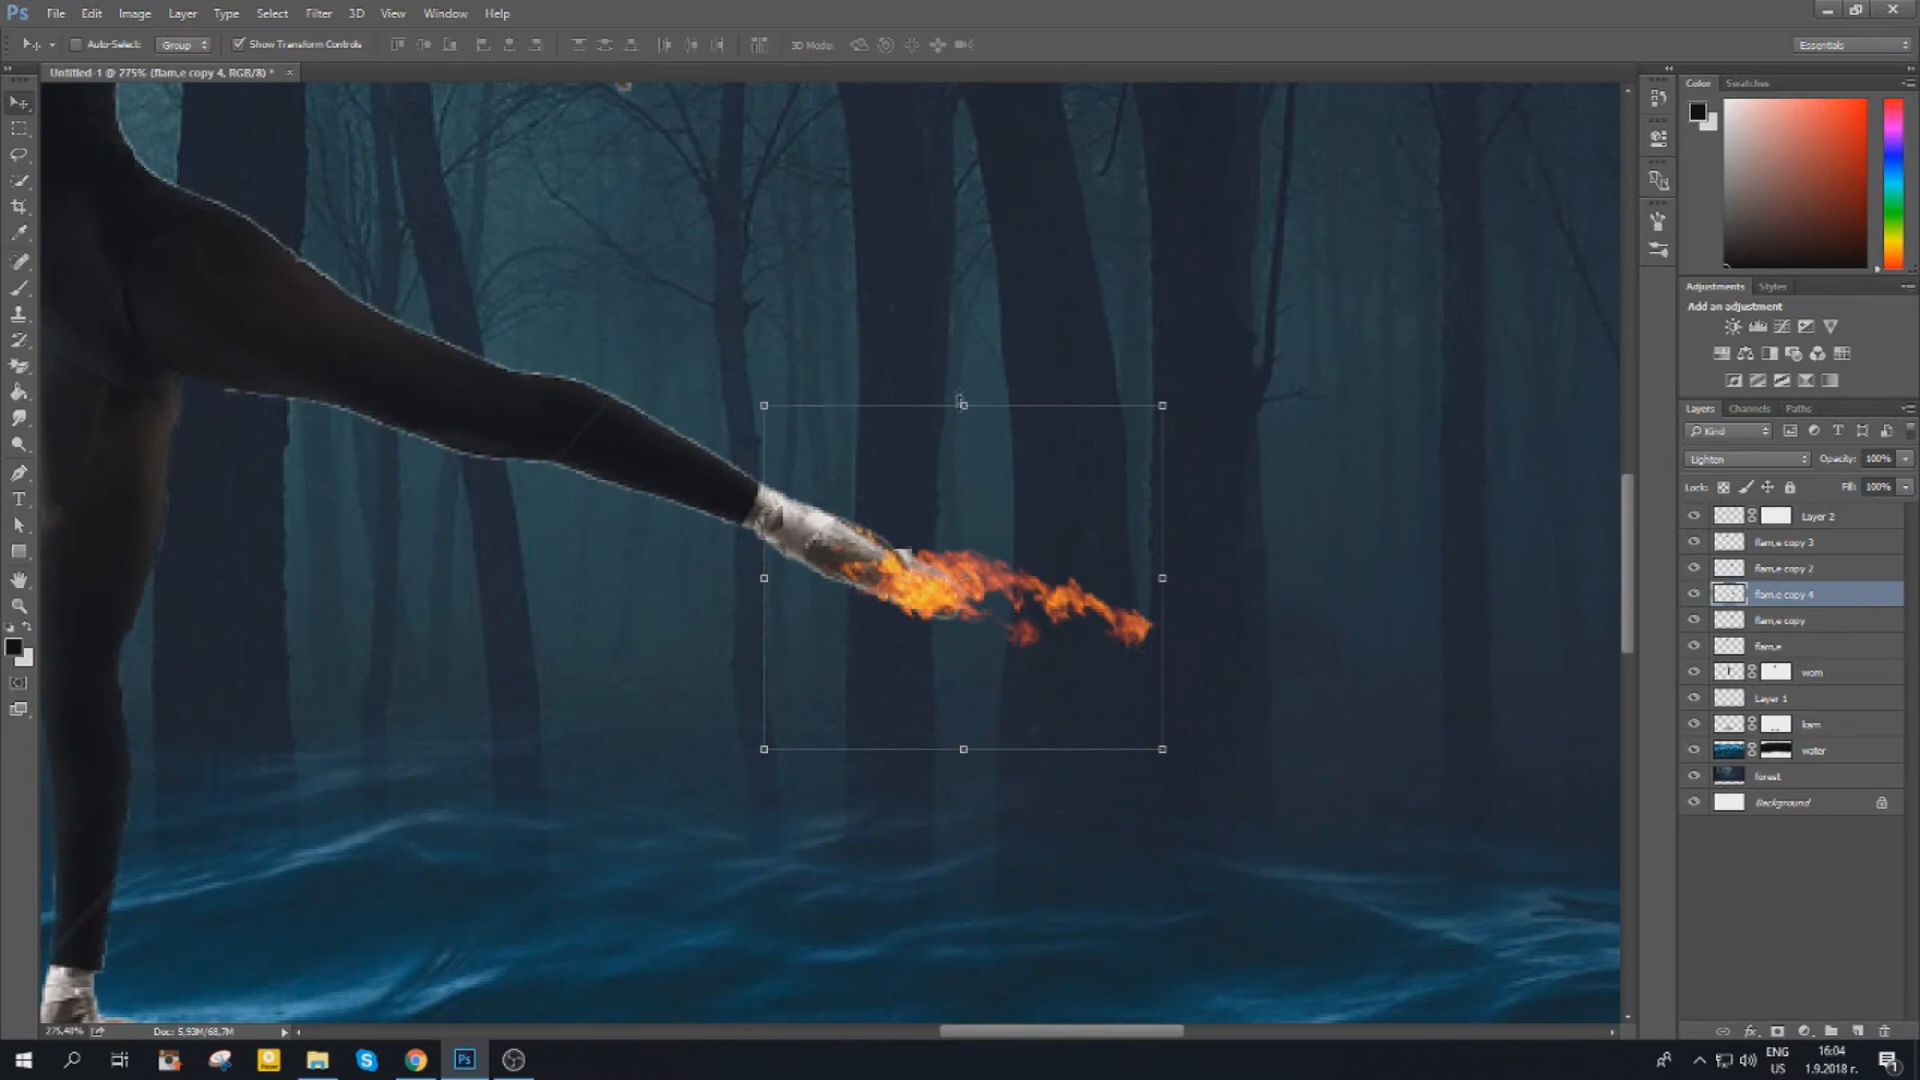 Ps File Edit Image Layer Type Select Filter 3D View Window Help
Auto-Select: Group Show Transform Controls 3D Mode: Essentials
Untitled-1 @ 275% (flam,e copy 4, RGB/8) *
Color Swatches
Adjustments Styles
Add an adjustment
Layers Channels Paths
Kind
Lighten Opacity: 100%
Lock: Fill: 100%
Layer 2
flam,e copy 3
flam,e copy 2
flam,e copy 4
flam,e copy
flam,e
wom
Layer 1
kam
water
forest
Background
275,48% Doc: 5,93M/68,7M
ENG
US
16:04
1.9.2018 г.